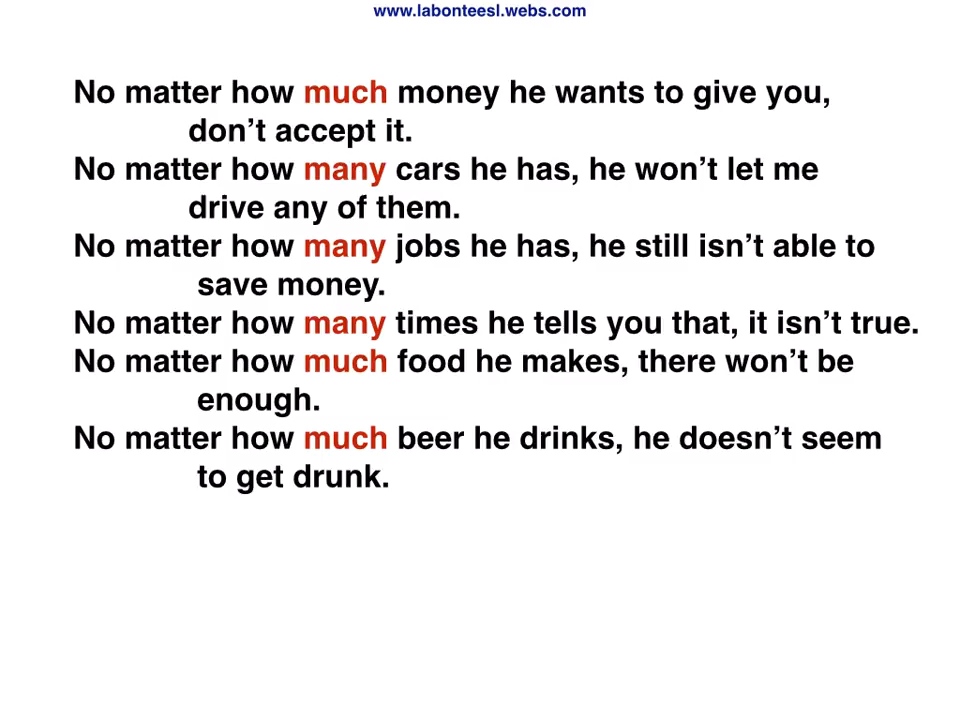 www.labonteesl.webs.com
No matter how much money he wants to give you,
don’t accept it.
No matter how many cars he has, he won’t let me
drive any of them.
No matter how many jobs he has, he still isn’t able to
save money.
No matter how many times he tells you that, it isn’t true.
No matter how much food he makes, there won’t be
enough.
No matter how much beer he drinks, he doesn’t seem
to get drunk.